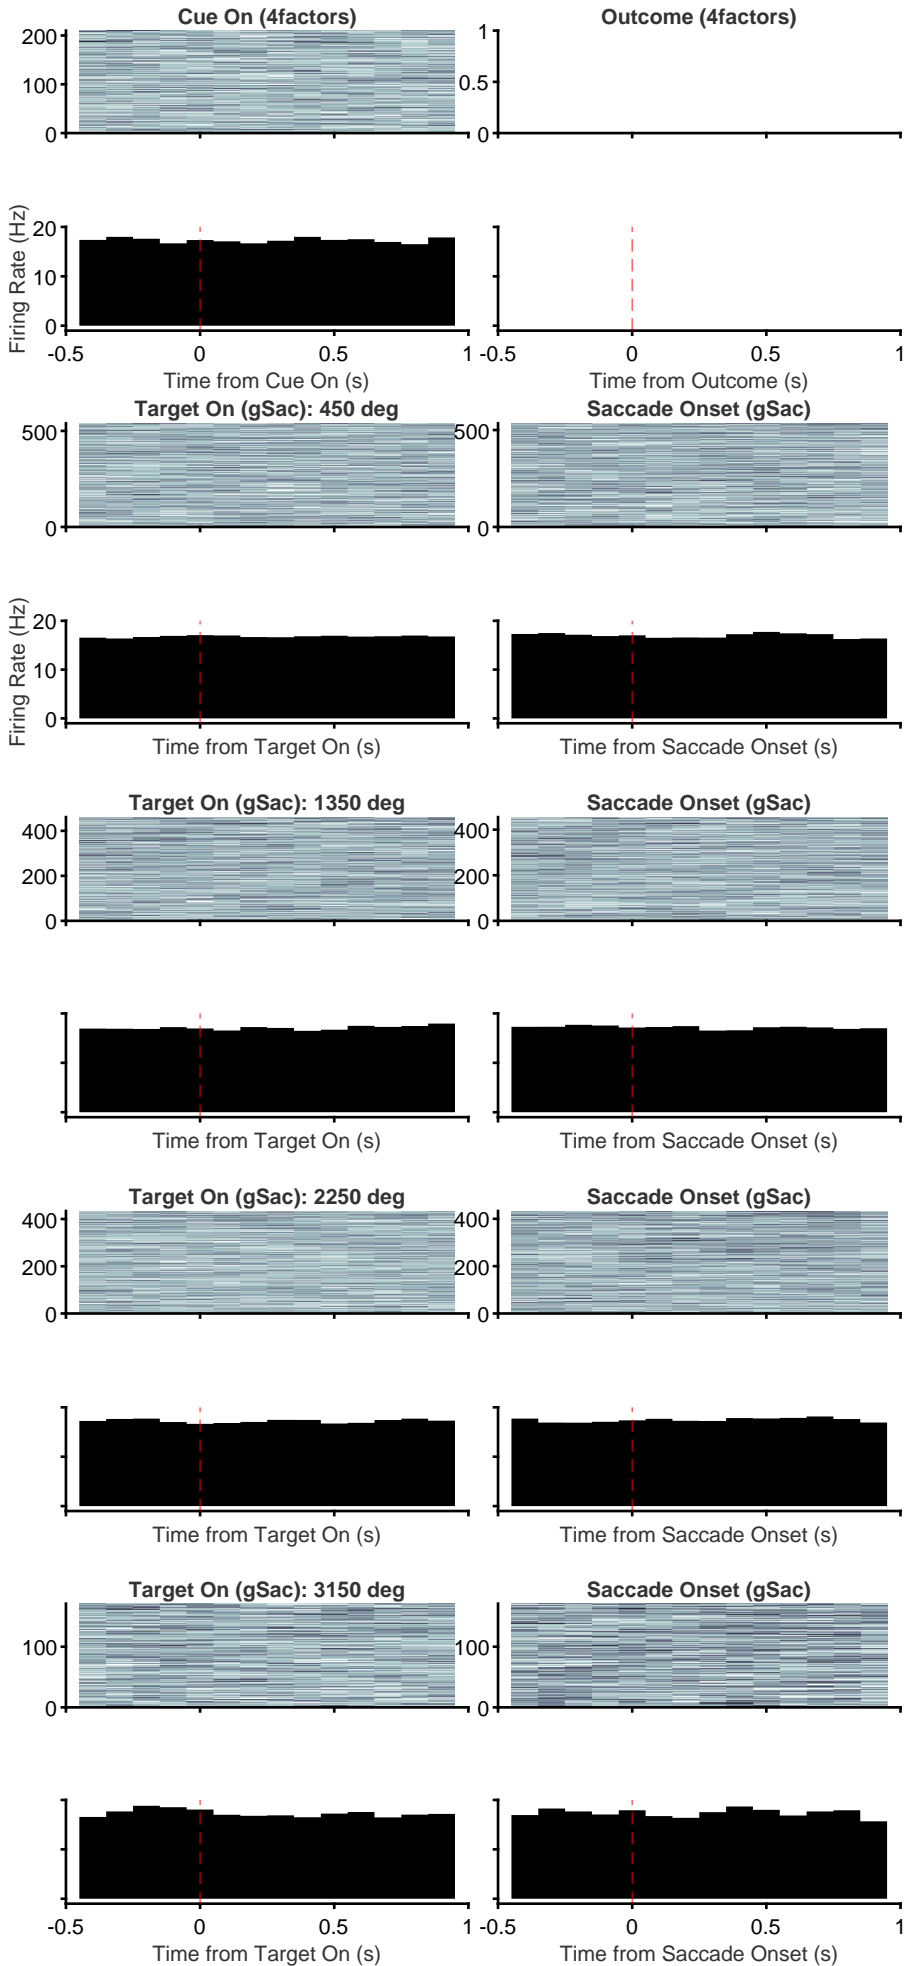 Cue On (4factors) Outcome (4factors)
200
100
0
1
0.5
0
Firing Rate (Hz)
20
10
0
-0.5 0 0.5 1 -0.5 0 0.5 1
Time from Cue On (s) Time from Outcome (s)
Target On (gSac): 450 deg Saccade Onset (gSac)
500
0
500
0
Firing Rate (Hz)
20
10
0
Time from Target On (s) Time from Saccade Onset (s)
Target On (gSac): 1350 deg Saccade Onset (gSac)
400
200
0
400
200
0
Time from Target On (s) Time from Saccade Onset (s)
Target On (gSac): 2250 deg Saccade Onset (gSac)
400
200
0
400
200
0
Time from Target On (s) Time from Saccade Onset (s)
Target On (gSac): 3150 deg Saccade Onset (gSac)
100
0
100
0
-0.5 0 0.5 1 -0.5 0 0.5 1
Time from Target On (s) Time from Saccade Onset (s)